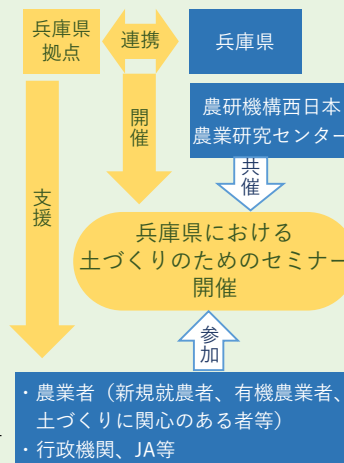 兵庫県
拠点
連携
兵庫県
農研機構西日本
農業研究センター
開催
共催
支援
兵庫県における
土づくりのためのセミナー
開催
参加
・農業者（新規就農者、有機農業者、
土づくりに関心のある者等）
・行政機関、JA等